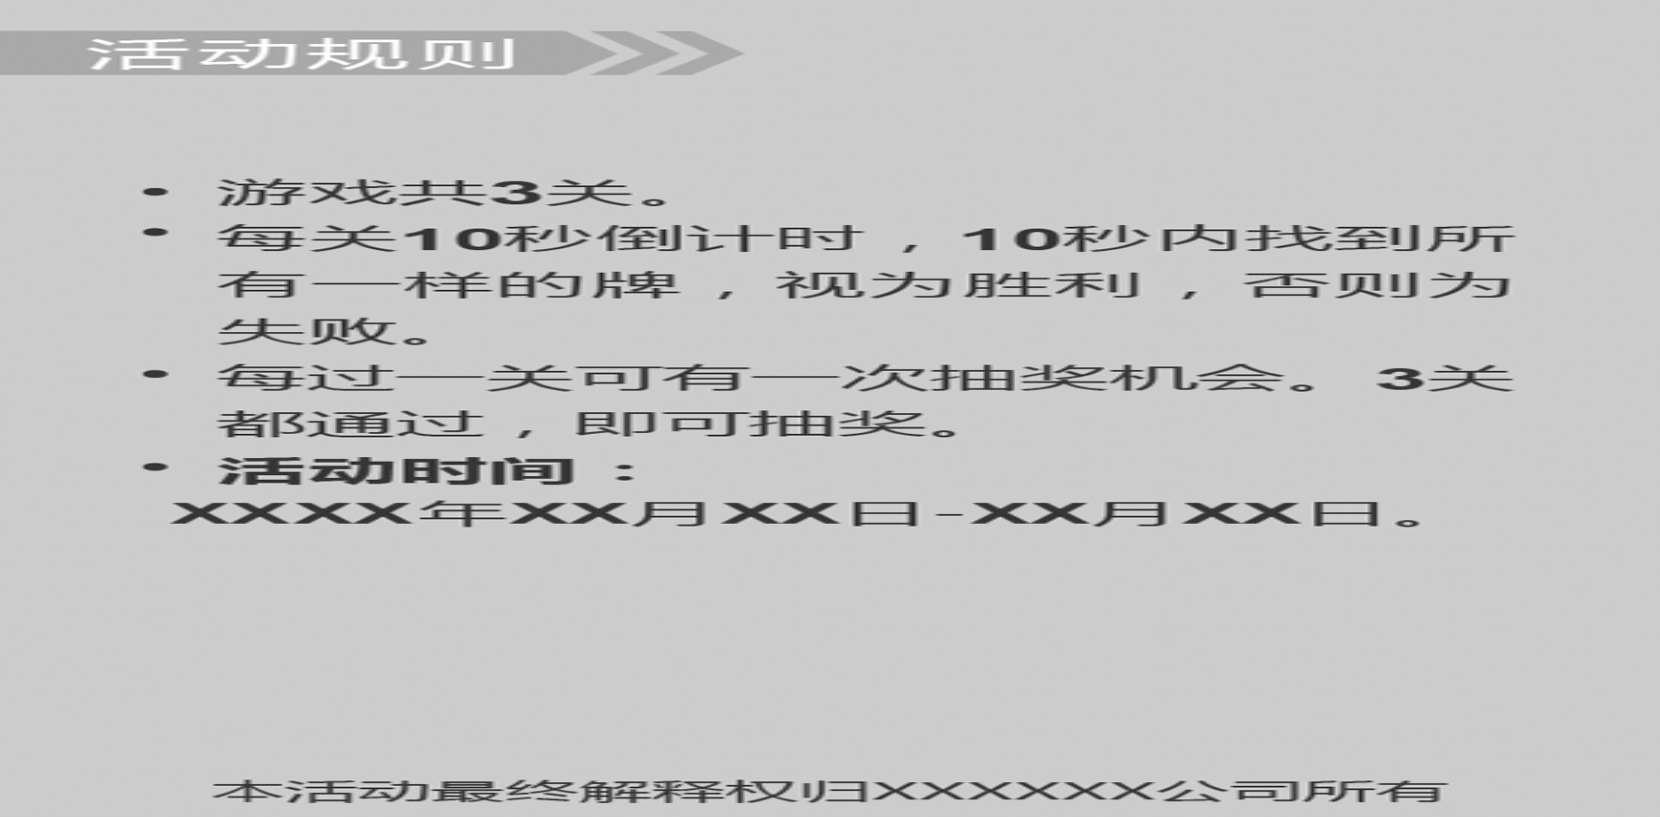 活动规则
• 游戏共3关。
• 每关10秒倒计时，10秒内找到所
有一样的牌，视为胜利，否则为
失败。
• 每过一关可有一次抽奖机会。 3关
都通过，即可抽奖。
• 活动时间：
XXXX年XX月XX日-XX月XX日。
本活动最终解释权归XXXXXX公司所有